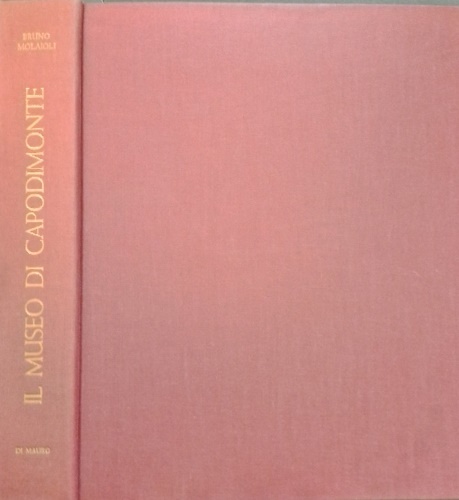 BRUNO
MOLAJOLI
IL MUSEO DI CAPODIMONTE
DI MAURO